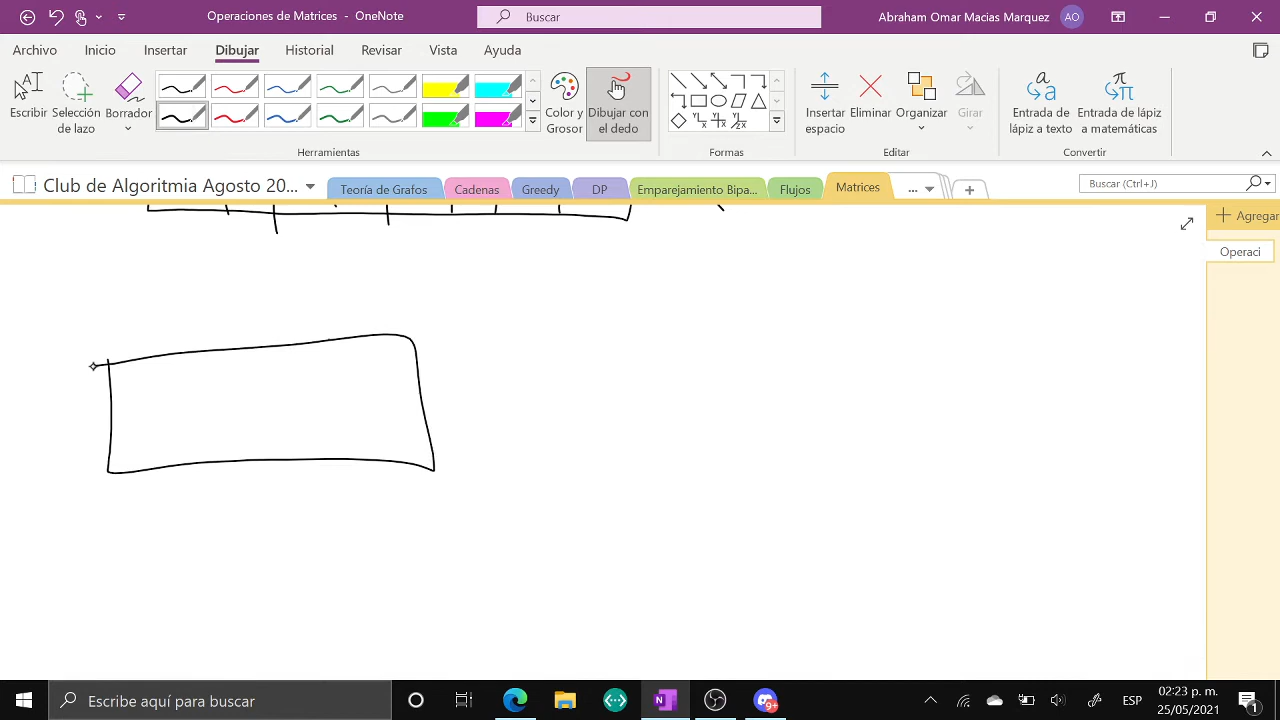 Operaciones de Matrices - OneNote
Buscar
Abraham Omar Macias Marquez
AO
Archivo Inicio Insertar Dibujar Historial Revisar Vista Ayuda
Escribir
Selección de lazo
Borrador
Color y Grosor
Dibujar con el dedo
Insertar espacio
Eliminar
Organizar
Girar
Entrada de lápiz a texto
Entrada de lápiz a matemáticas
Herramientas
Formas
Editar
Convertir
Club de Algoritmia Agosto 20...
Teoría de Grafos
Cadenas
Greedy
DP
Emparejamiento Bipa...
Flujos
Matrices
...
Buscar (Ctrl+J)
Agregar
Operaci
Escribe aquí para buscar
9+
ESP
02:23 p. m.
25/05/2021
1